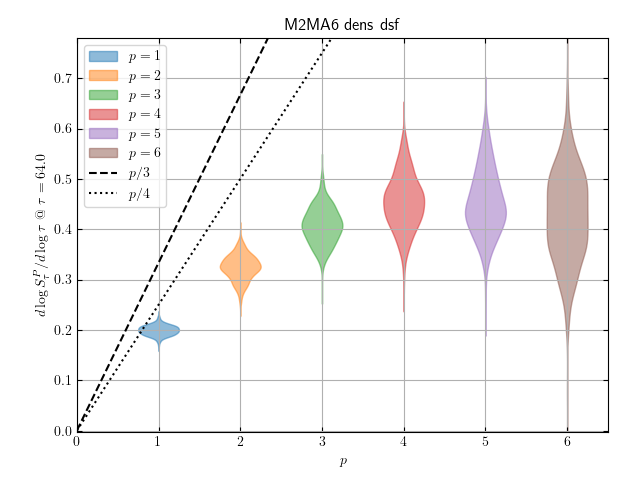 M2MA6 dens dsf
p = 1
p = 2
p = 3
p = 4
p = 5
p = 6
p/3
p/4
d log S_τ^P / d log τ @ τ = 64.0
0.7
0.6
0.5
0.4
0.3
0.2
0.1
0.0
0 1 2 3 4 5 6
p